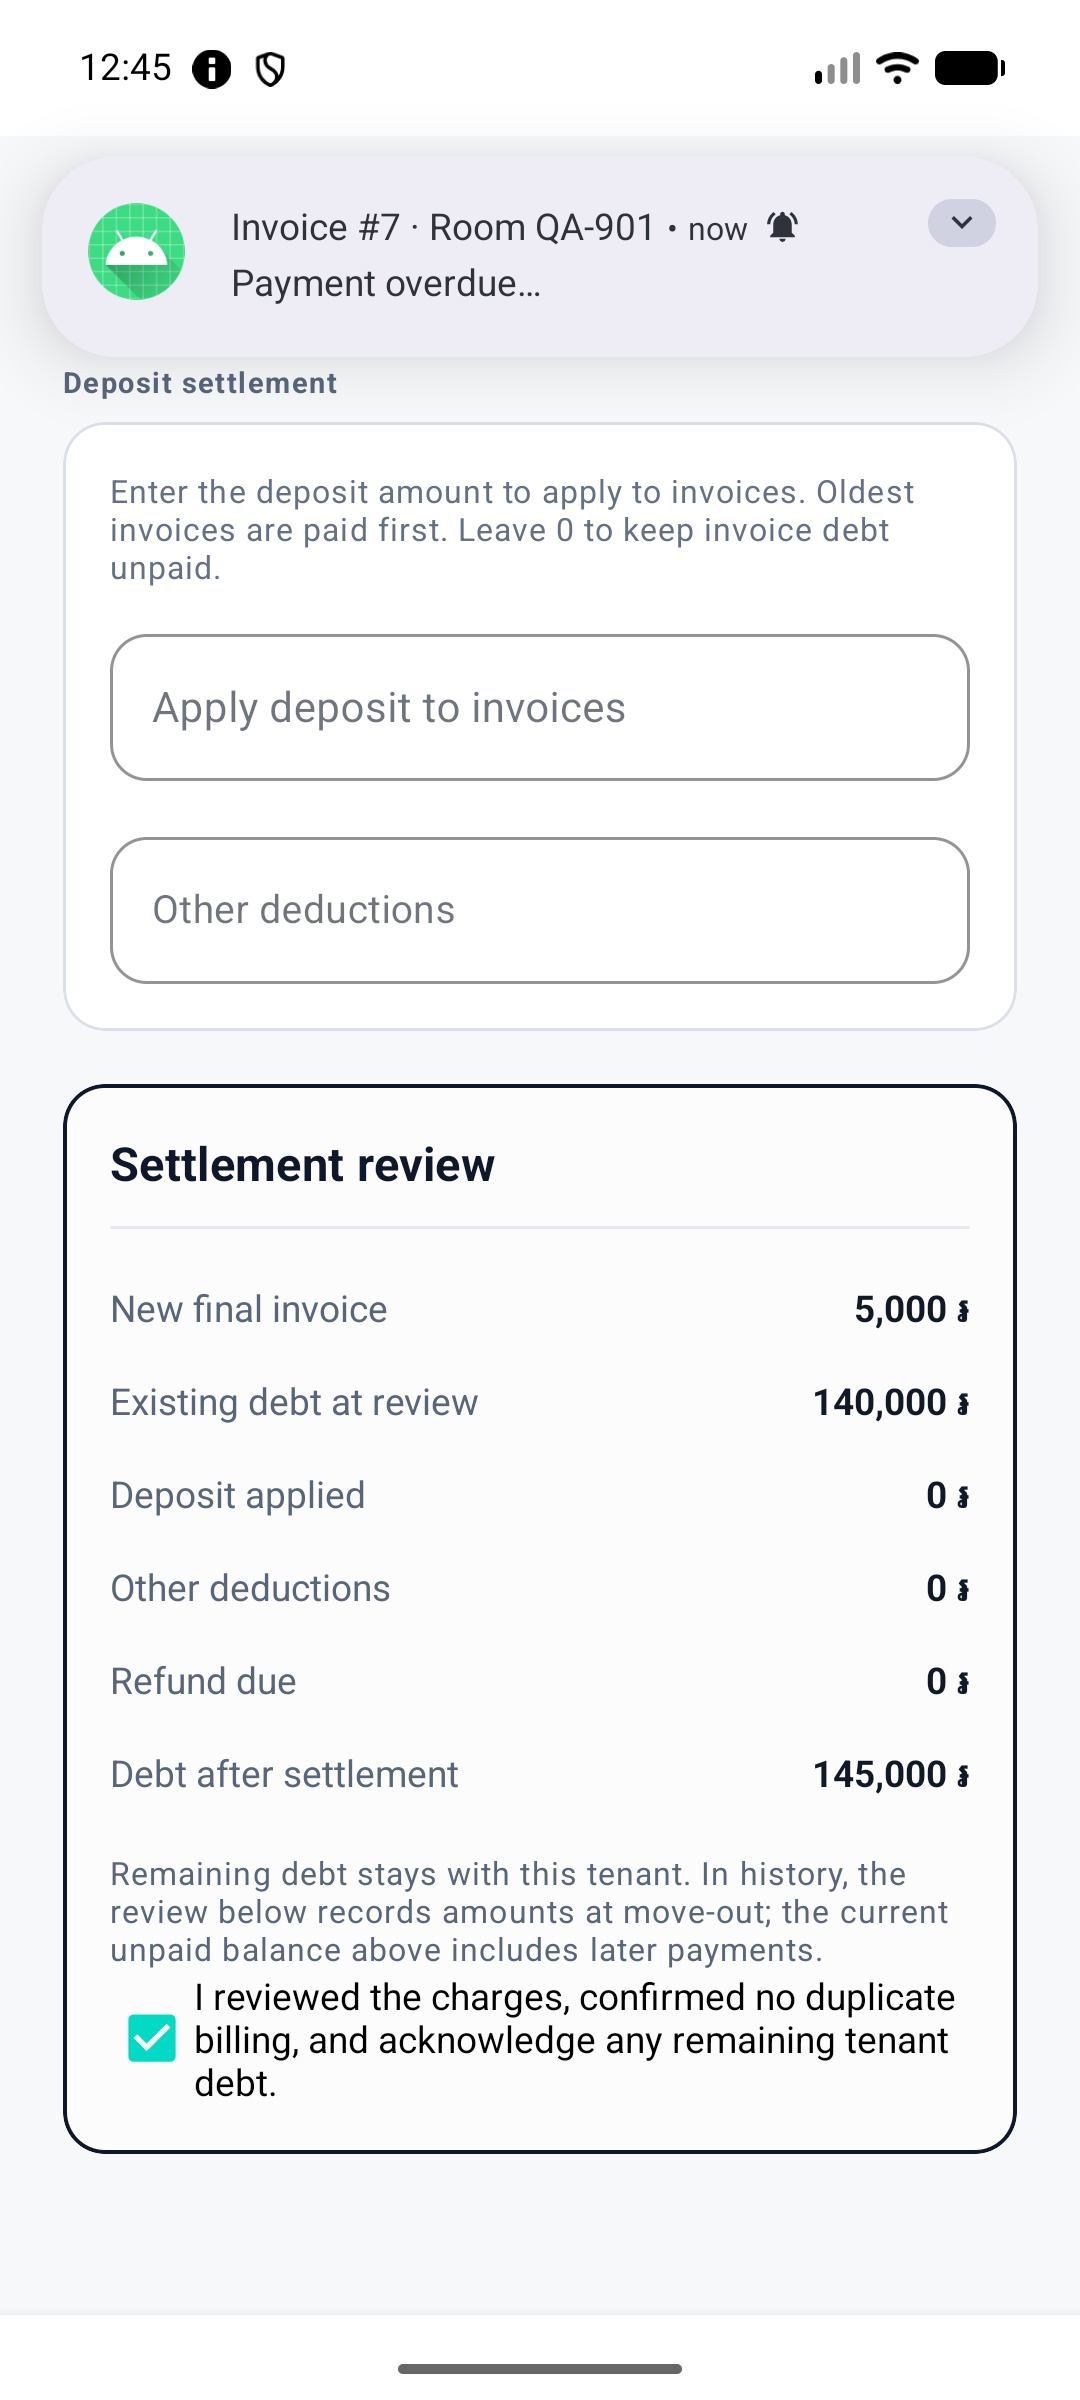 12:45
Invoice #7 · Room QA-901 • now
Payment overdue…
Deposit settlement
Enter the deposit amount to apply to invoices. Oldest
invoices are paid first. Leave 0 to keep invoice debt
unpaid.
Apply deposit to invoices
Other deductions
Settlement review
New final invoice 5,000
Existing debt at review 140,000
Deposit applied 0
Other deductions 0
Refund due 0
Debt after settlement 145,000
Remaining debt stays with this tenant. In history, the
review below records amounts at move-out; the current
unpaid balance above includes later payments.
I reviewed the charges, confirmed no duplicate
billing, and acknowledge any remaining tenant
debt.